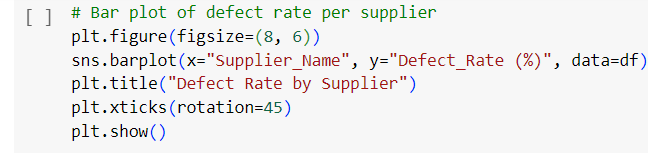 [ ] # Bar plot of defect rate per supplier
plt.figure(figsize=(8, 6))
sns.barplot(x="Supplier_Name", y="Defect_Rate (%)", data=df)
plt.title("Defect Rate by Supplier")
plt.xticks(rotation=45)
plt.show()